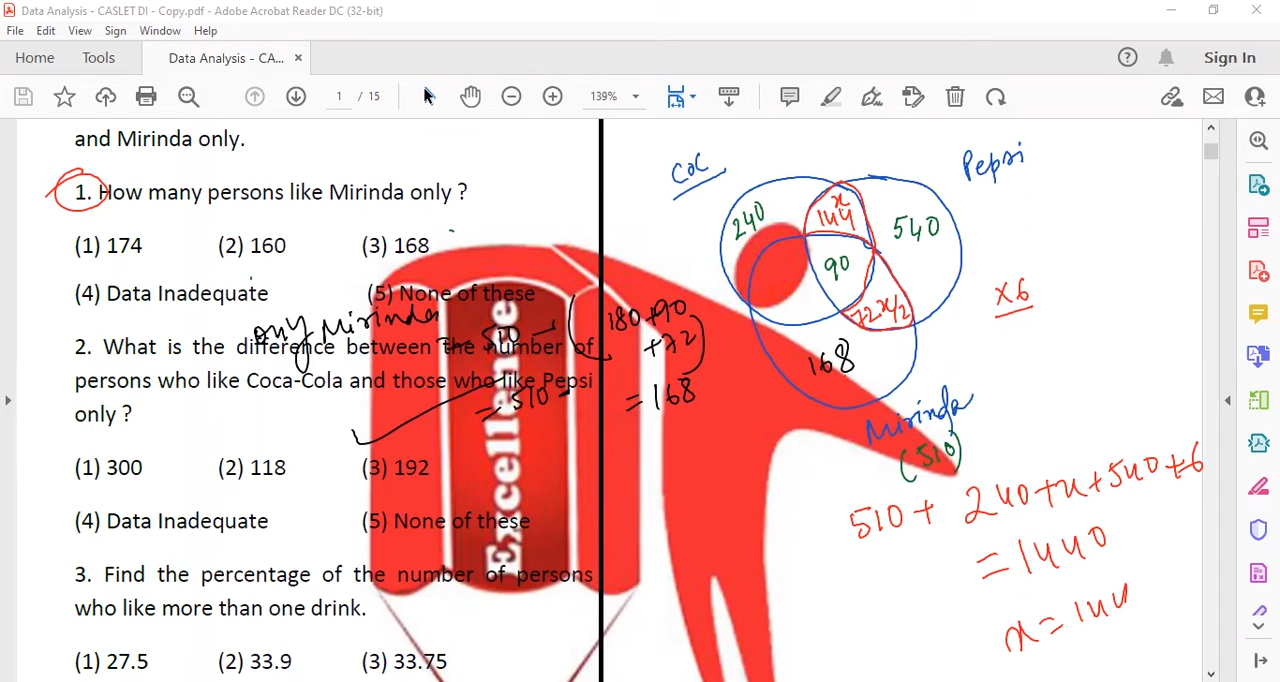 Data Analysis - CASLET DI - Copy.pdf - Adobe Acrobat Reader DC (32-bit)
File Edit View Sign Window Help
Home Tools Data Analysis - CA... × Sign In
1 / 15 139%
and Mirinda only.
1. How many persons like Mirinda only ?
(1) 174 (2) 160 (3) 168
(4) Data Inadequate (5) None of these
2. What is the difference between the number of
persons who like Coca-Cola and those who like Pepsi
only ?
(1) 300 (2) 118 (3) 192
(4) Data Inadequate (5) None of these
3. Find the percentage of the number of persons
who like more than one drink.
(1) 27.5 (2) 33.9 (3) 33.75
Excellence
only Mirinda
= 510 - (180+90
+72)
= 510 -
= 168
COC
Pepsi
240
x
144
540
90
72 x/2
168
x6
Mirinda
(510)
510 + 240+x+540+6
= 1440
x = 144